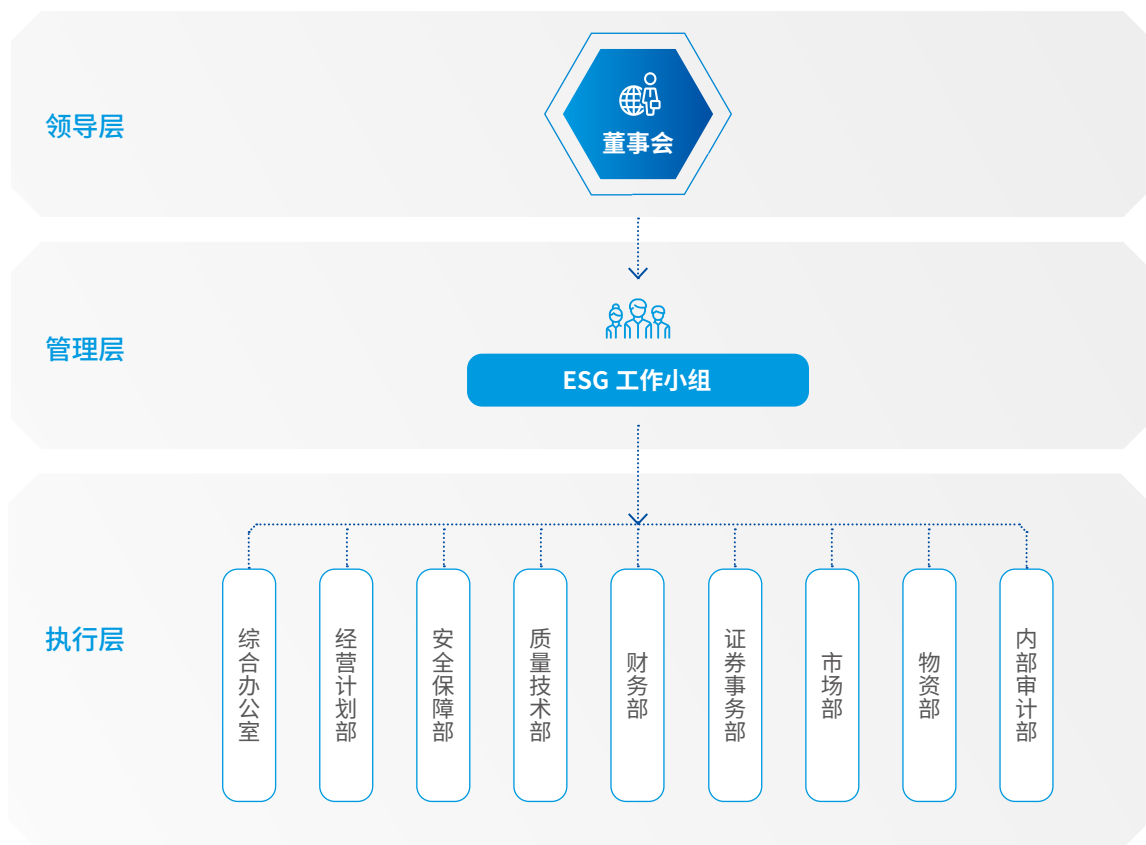 领导层
董事会
管理层
ESG 工作小组
执行层
综合办公室
经营计划部
安全保障部
质量技术部
财务部
证券事务部
市场部
物资部
内部审计部